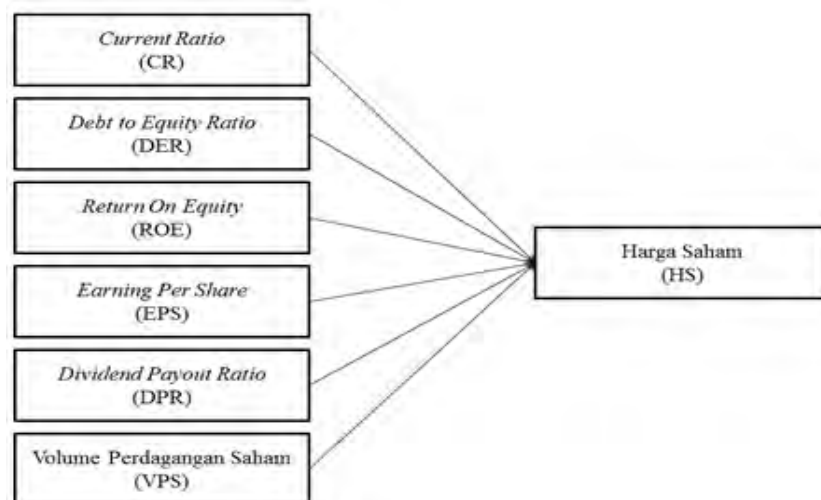 Current Ratio
(CR)
Debt to Equity Ratio
(DER)
Return On Equity
(ROE)
Earning Per Share
(EPS)
Dividend Payout Ratio
(DPR)
Volume Perdagangan Saham
(VPS)
Harga Saham
(HS)